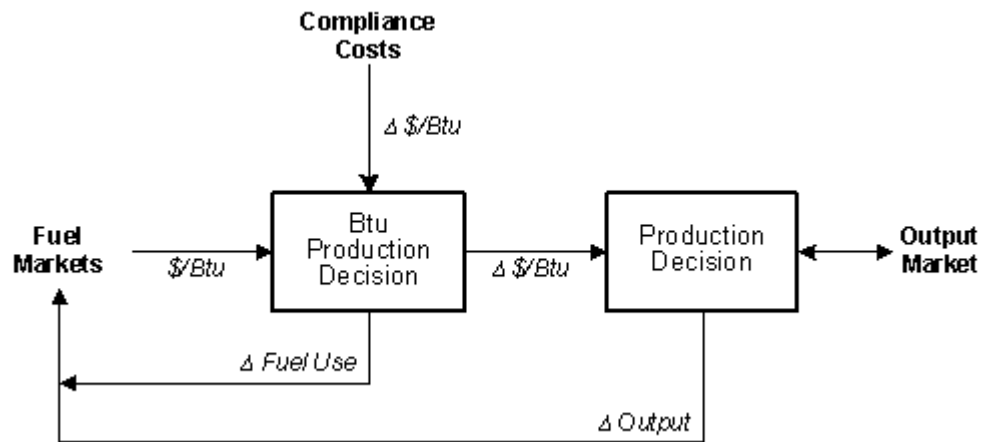 Compliance
Costs
Δ $/Btu
Fuel
Markets
$/Btu
Btu
Production
Decision
Δ $/Btu
Production
Decision
Output
Market
Δ Fuel Use
Δ Output